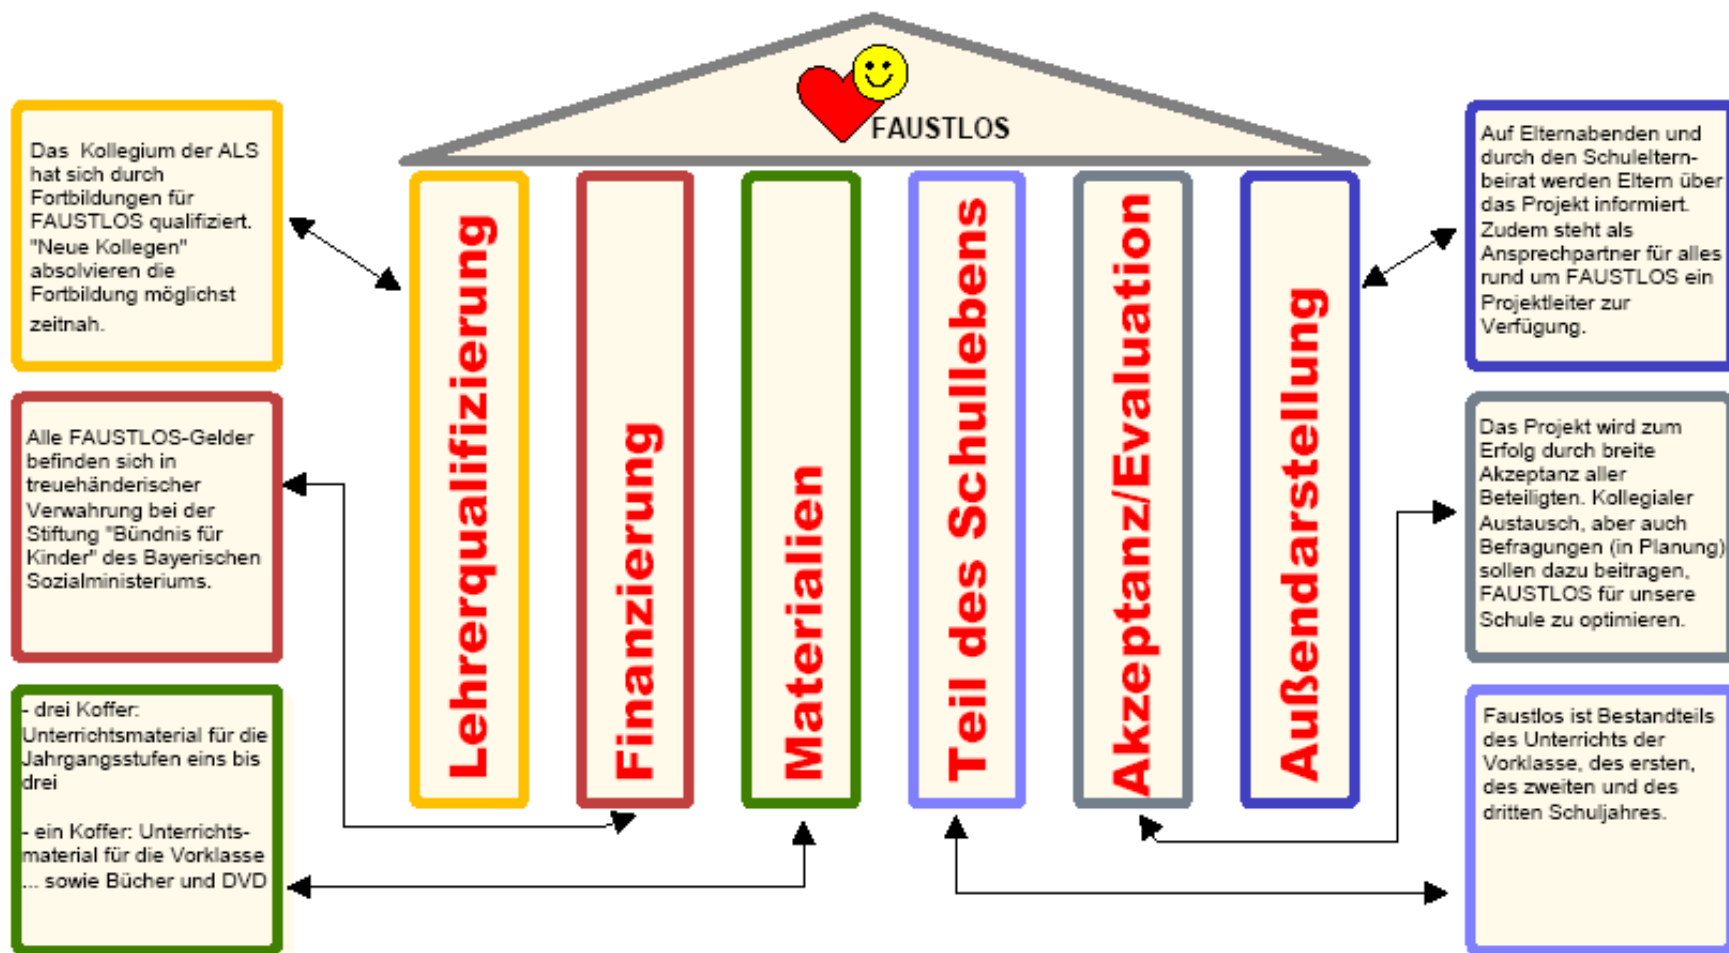 FAUSTLOS
Das Kollegium der ALS
hat sich durch
Fortbildungen für
FAUSTLOS qualifiziert.
"Neue Kollegen"
absolvieren die
Fortbildung möglichst
zeitnah.
Alle FAUSTLOS-Gelder
befinden sich in
treuehänderischer
Verwahrung bei der
Stiftung "Bündnis für
Kinder" des Bayerischen
Sozialministeriums.
- drei Koffer:
Unterrichtsmaterial für die
Jahrgangsstufen eins bis
drei
- ein Koffer: Unterrichts-
material für die Vorklasse
... sowie Bücher und DVD
Lehrerqualifizierung
Finanzierung
Materialien
Teil des Schullebens
Akzeptanz/Evaluation
Außendarstellung
Auf Elternabenden und
durch den Schuleltern-
beirat werden Eltern über
das Projekt informiert.
Zudem steht als
Ansprechpartner für alles
rund um FAUSTLOS ein
Projektleiter zur
Verfügung.
Das Projekt wird zum
Erfolg durch breite
Akzeptanz aller
Beteiligten. Kollegialer
Austausch, aber auch
Befragungen (in Planung)
sollen dazu beitragen,
FAUSTLOS für unsere
Schule zu optimieren.
Faustlos ist Bestandteils
des Unterrichts der
Vorklasse, des ersten,
des zweiten und des
dritten Schuljahres.